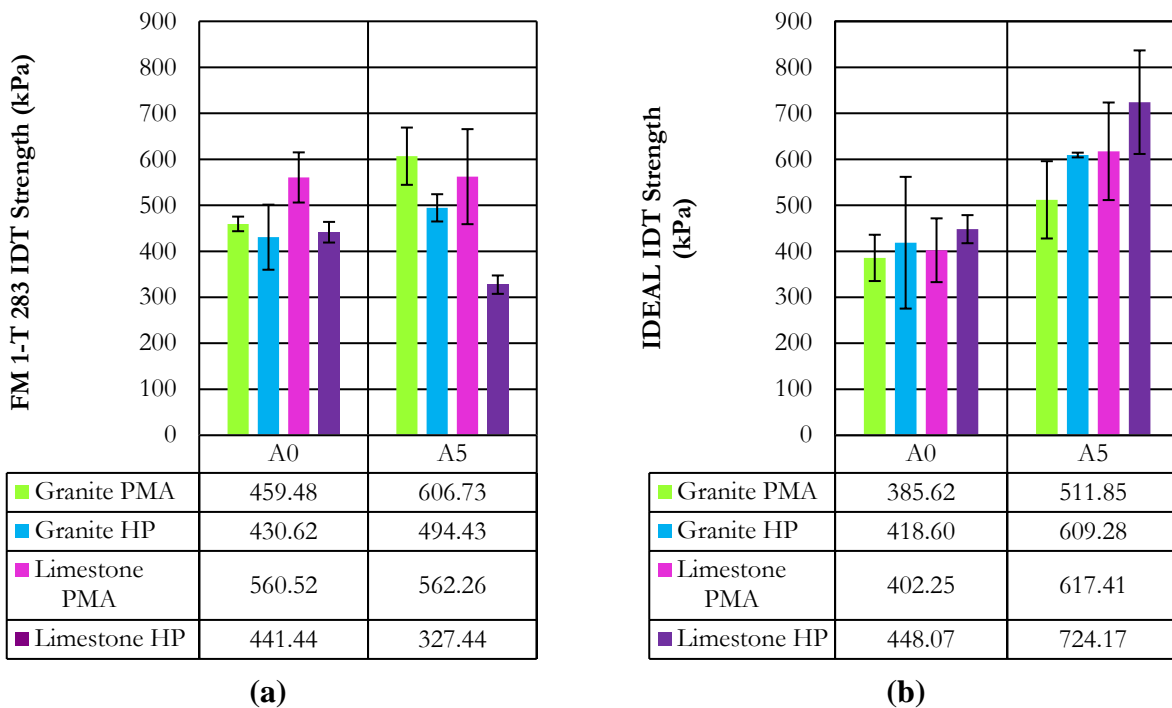 FM 1-T 283 IDT Strength (kPa)
900
800
700
600
500
400
300
200
100
0
A0 A5
Granite PMA 459.48 606.73
Granite HP 430.62 494.43
Limestone
PMA 560.52 562.26
Limestone HP 441.44 327.44
(a)
IDEAL IDT Strength
(kPa)
900
800
700
600
500
400
300
200
100
0
A0 A5
Granite PMA 385.62 511.85
Granite HP 418.60 609.28
Limestone
PMA 402.25 617.41
Limestone HP 448.07 724.17
(b)